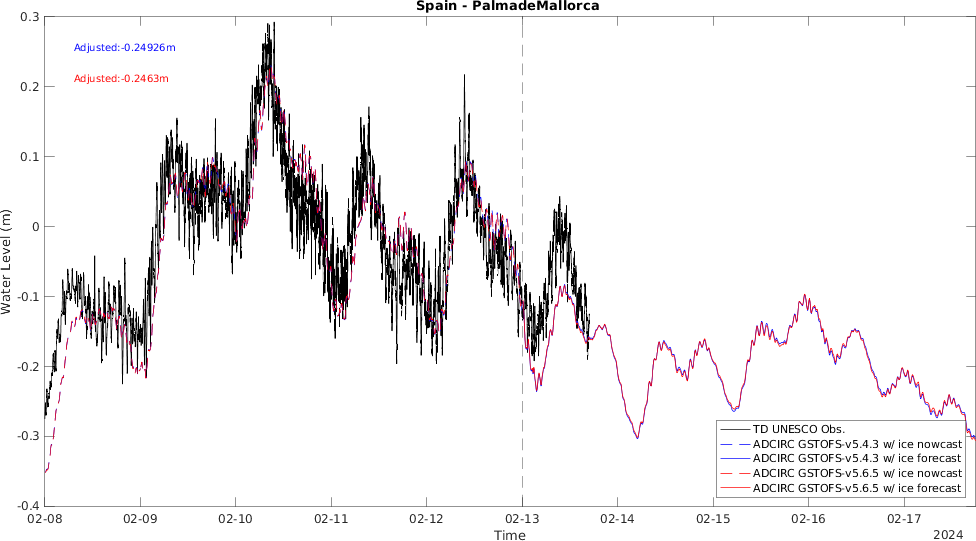 Spain - PalmadeMallorca
0.3
Adjusted:-0.24926m
Adjusted:-0.2463m
0.2
0.1
0
-0.1
-0.2
-0.3
-0.4
Water Level (m)
TD UNESCO Obs.
ADCIRC GSTOFS-v5.4.3 w/ ice nowcast
ADCIRC GSTOFS-v5.4.3 w/ ice forecast
ADCIRC GSTOFS-v5.6.5 w/ ice nowcast
ADCIRC GSTOFS-v5.6.5 w/ ice forecast
02-08 02-09 02-10 02-11 02-12 02-13 02-14 02-15 02-16 02-17
Time
2024